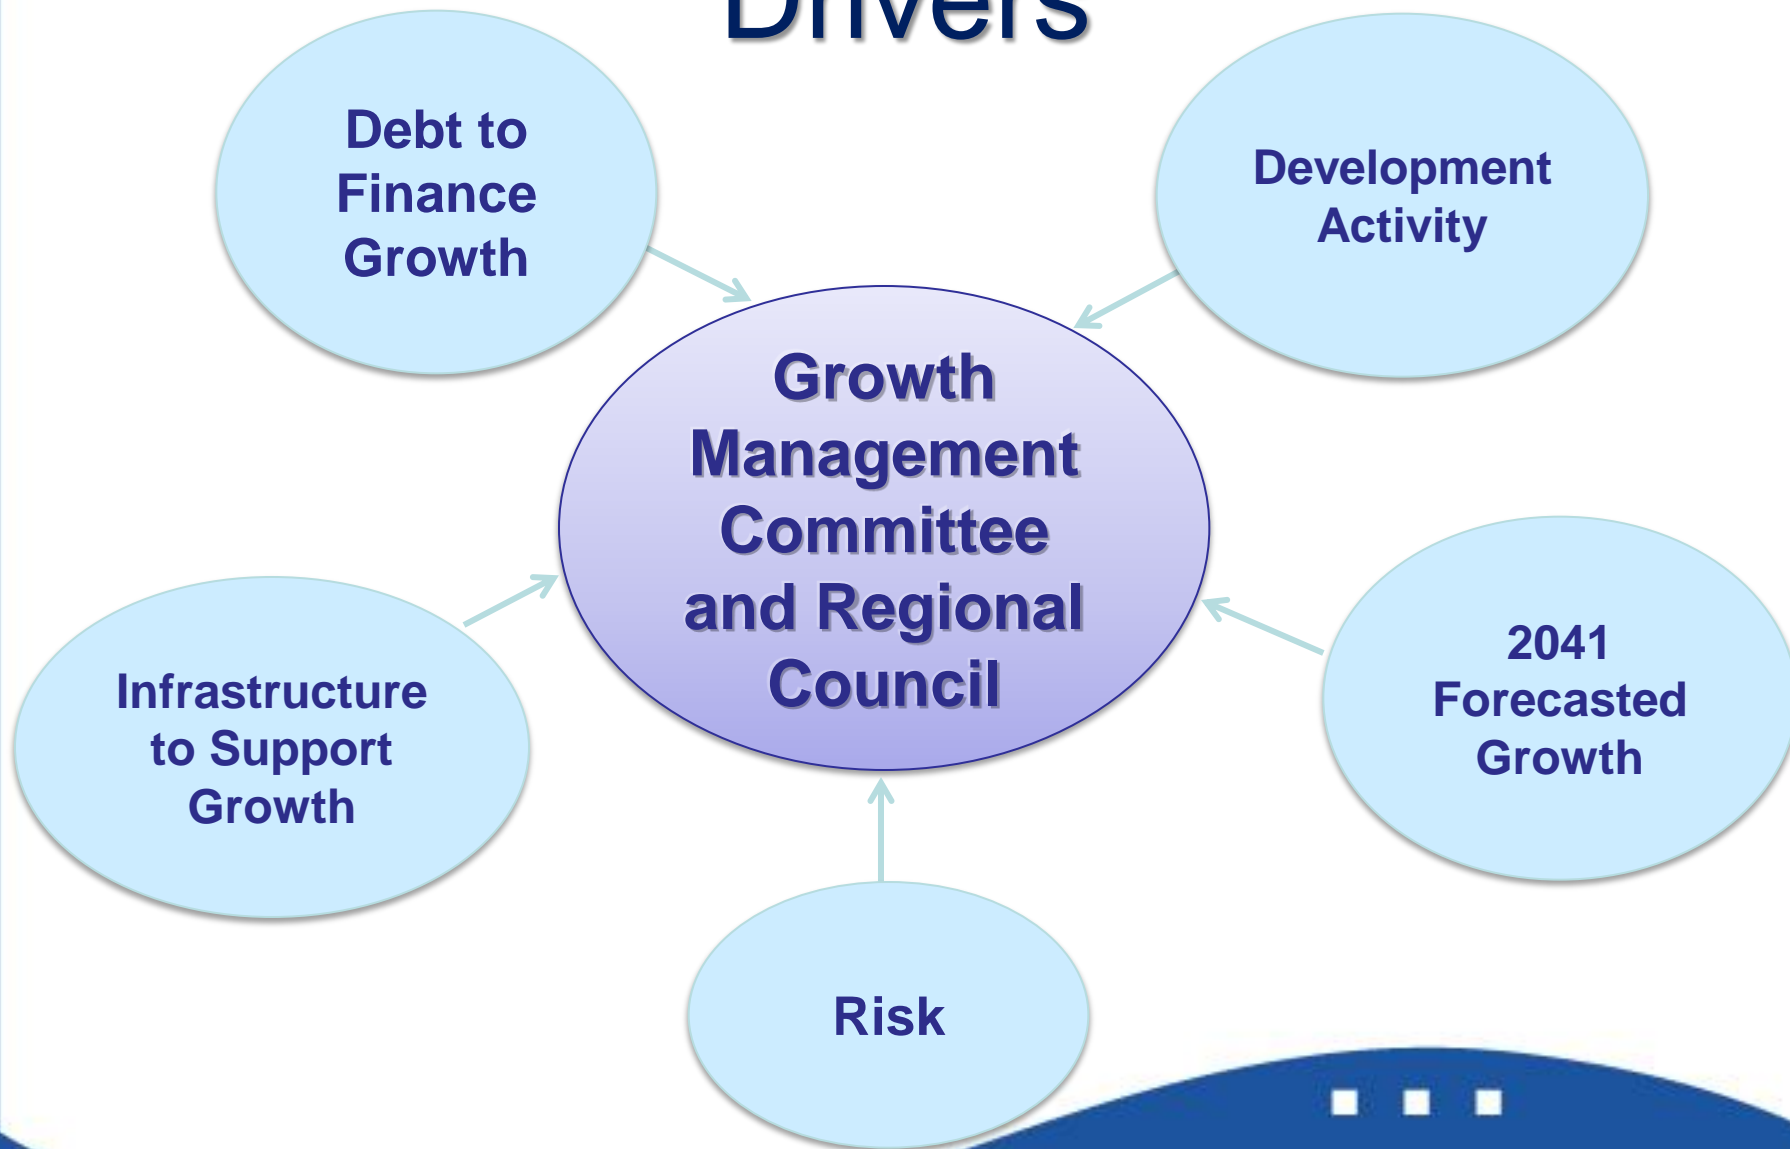 Drivers
Debt to
Finance
Growth
Development
Activity
Growth
Management
Committee
and Regional
Council
Infrastructure
to Support
Growth
2041
Forecasted
Growth
Risk